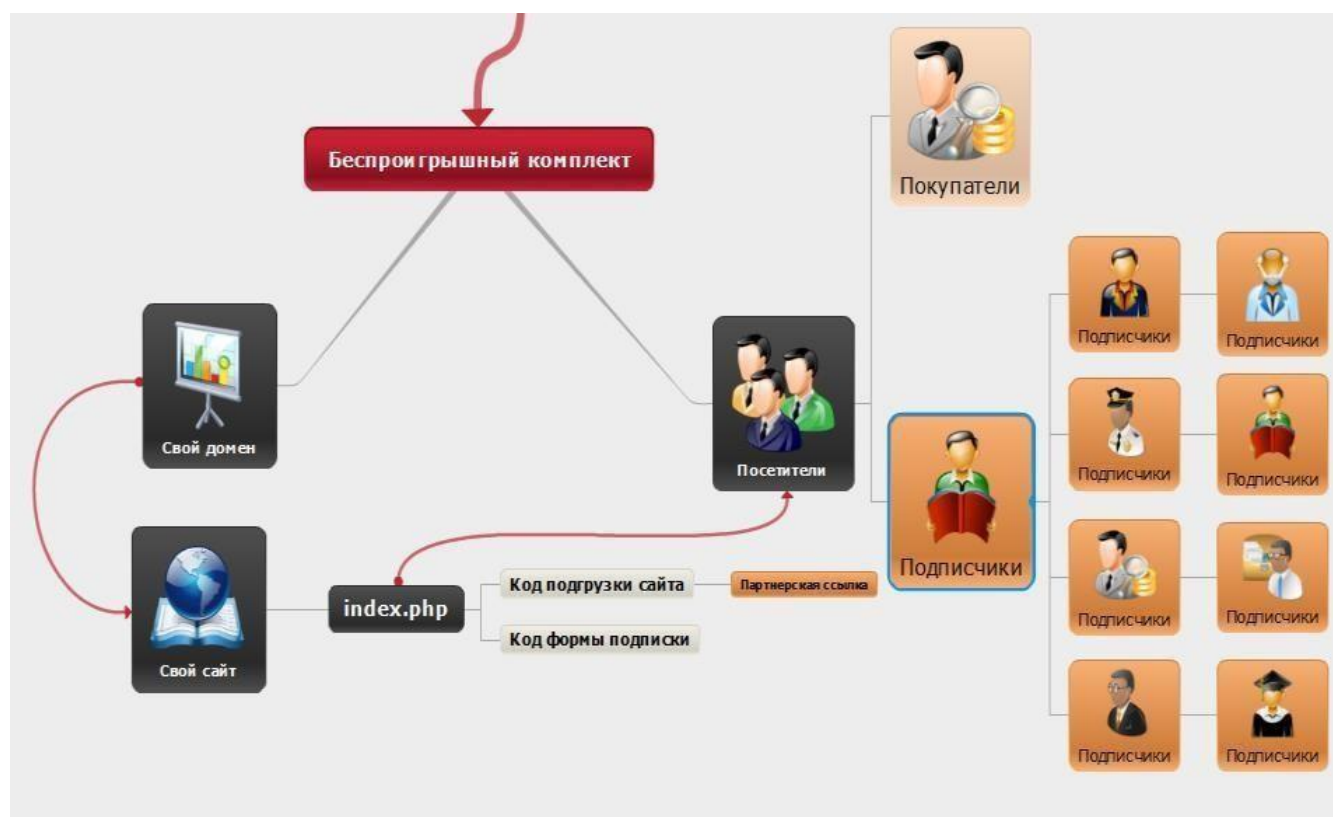 Беспроигрышный комплект
Покупатели
Свой домен
Посетители
Подписчики
Подписчики
Подписчики
Подписчики
Подписчики
Подписчики
Подписчики
Подписчики
Подписчики
Подписчики
Свой сайт
index.php
Код подгрузки сайта
Партнерская ссылка
Код формы подписки